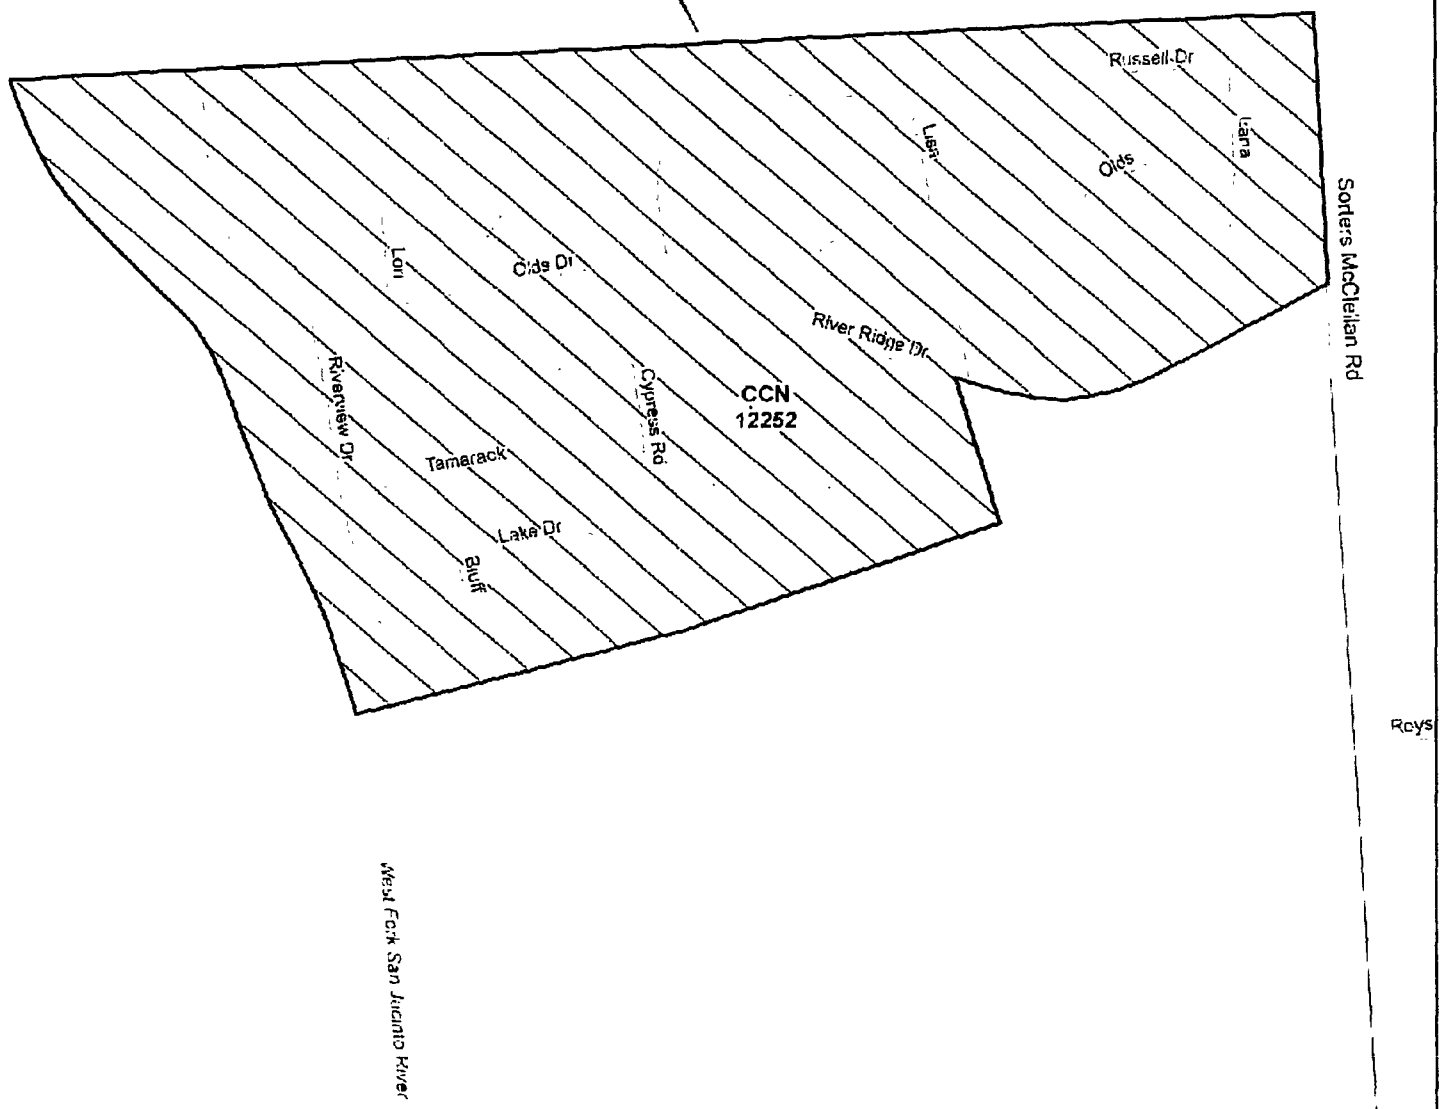 Russell Dr
Lisa
Lana
Olds
Sorters McClellan Rd
Lori
Olds Dr
River Ridge Dr
Riverview Dr
Cypress Rd
CCN
12252
Tamarack
Lake Dr
Bluff
Roys
West Fork San Jacinto River